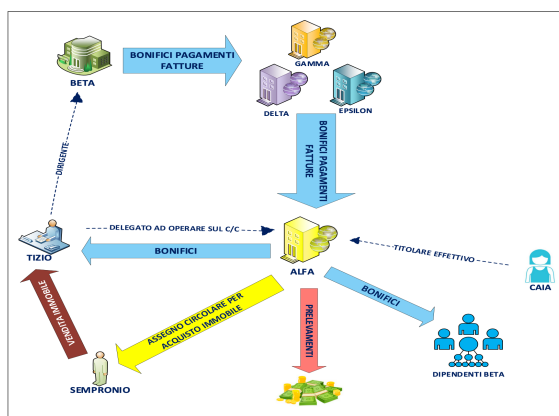 BONIFICI PAGAMENTI
FATTURE
BETA
GAMMA
DELTA
EPSILON
DIRIGENTE
BONIFICI PAGAMENTI
FATTURE
DELEGATO AD OPERARE SUL C/C
TITOLARE EFFETTIVO
TIZIO
BONIFICI
ALFA
CAIA
VENDITA IMMOBILE
ASSEGNO CIRCOLARE PER
ACQUISTO IMMOBILE
PRELEVAMENTI
BONIFICI
SEMPRONIO
DIPENDENTI BETA